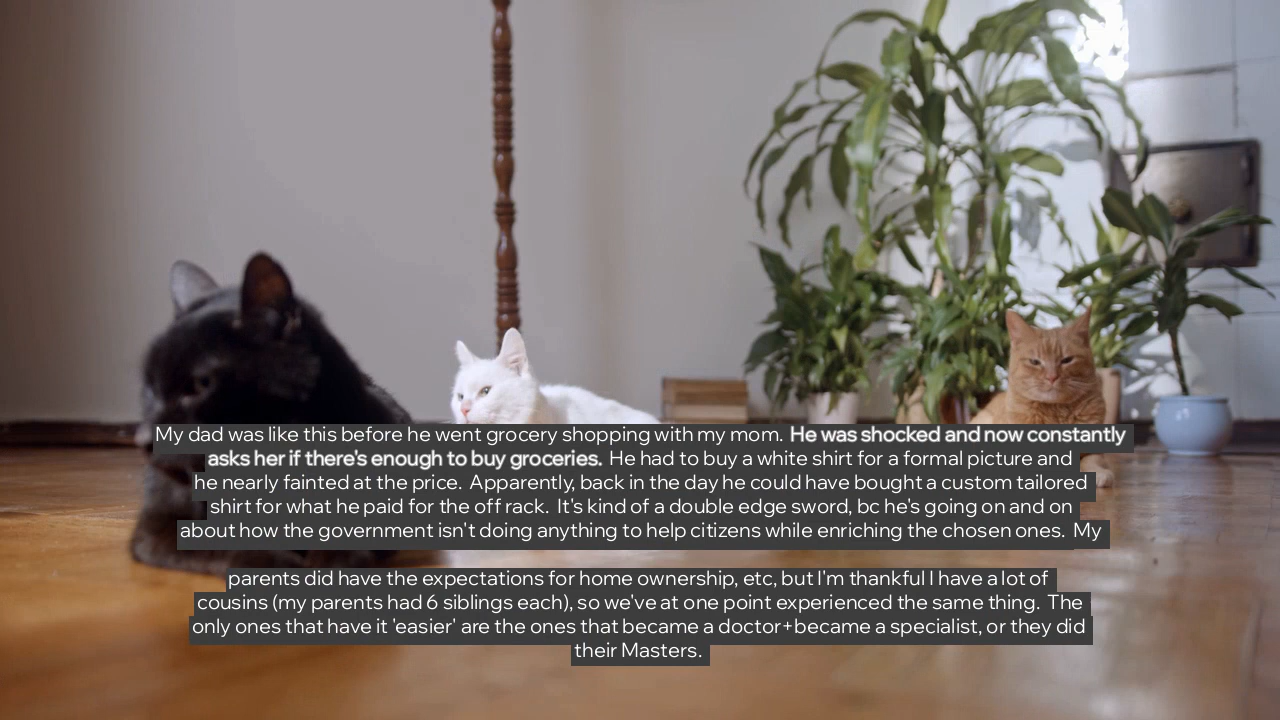 My dad was like this before he went grocery shopping with my mom. He was shocked and now constantly
asks her if there's enough to buy groceries. He had to buy a white shirt for a formal picture and
he nearly fainted at the price. Apparently, back in the day he could have bought a custom tailored
shirt for what he paid for the off rack. It's kind of a double edge sword, bc he's going on and on
about how the government isn't doing anything to help citizens while enriching the chosen ones. My
parents did have the expectations for home ownership, etc, but I'm thankful I have a lot of
cousins (my parents had 6 siblings each), so we've at one point experienced the same thing. The
only ones that have it 'easier' are the ones that became a doctor+became a specialist, or they did
their Masters.